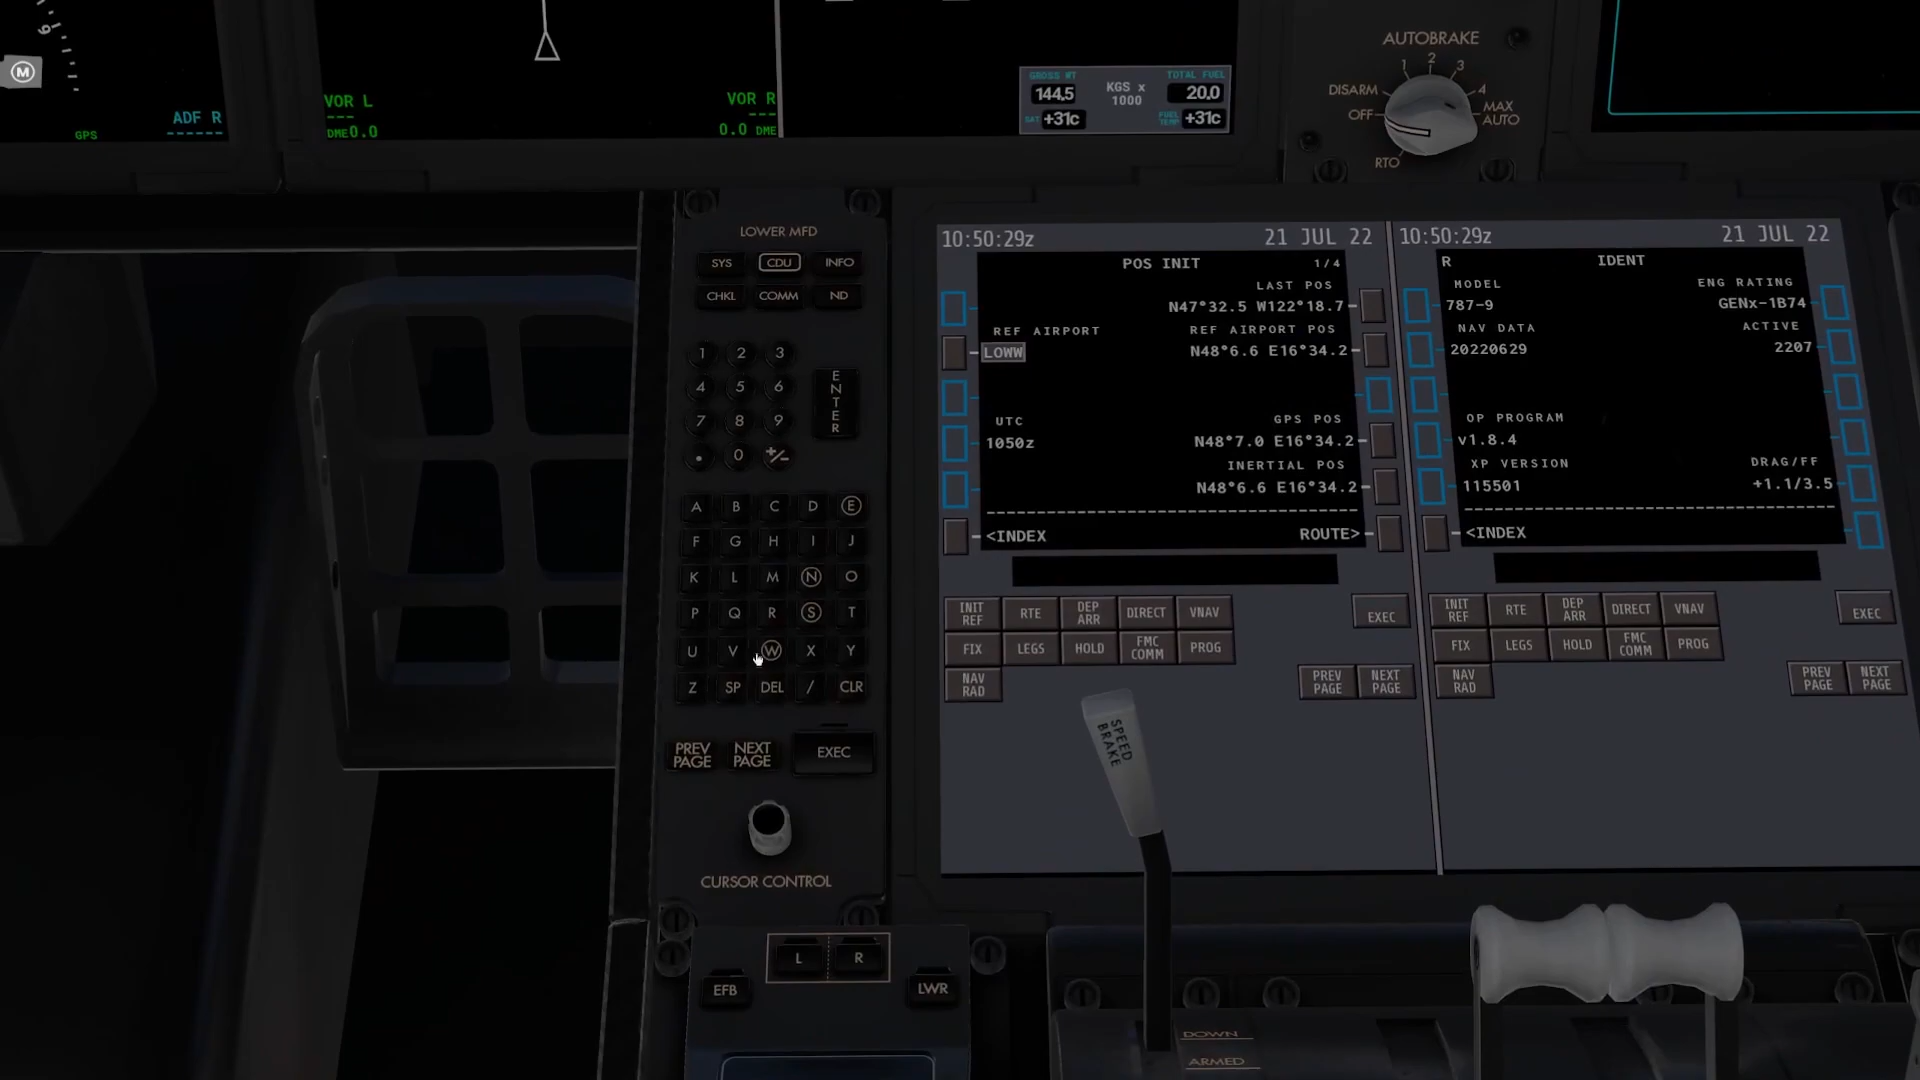 M
ADF R
------
GPS
VOR L
---
DME0.0
VOR R
---
0.0 DME
GROSS WT
144.5
SAT +31c
KGS x
1000
TOTAL FUEL
20.0
FUEL TEMP +31c
AUTOBRAKE
DISARM 1 2 3 4
OFF MAX AUTO
RTO
LOWER MFD
SYS CDU INFO
CHKL COMM ND
1 2 3
4 5 6
7 8 9
. 0 +/-
ENTER
A B C D E
F G H I J
K L M N O
P Q R S T
U V W X Y
Z SP DEL / CLR
PREV PAGE NEXT PAGE EXEC
CURSOR CONTROL
L R
EFB LWR
10:50:29z 21 JUL 22
POS INIT 1/4
LAST POS
N47°32.5 W122°18.7
REF AIRPORT REF AIRPORT POS
LOWW N48°6.6 E16°34.2
UTC GPS POS
1050z N48°7.0 E16°34.2
INERTIAL POS
N48°6.6 E16°34.2
<INDEX ROUTE>
INIT REF RTE DEP ARR DIRECT VNAV EXEC
FIX LEGS HOLD FMC COMM PROG
NAV RAD PREV PAGE NEXT PAGE
10:50:29z 21 JUL 22
R IDENT
MODEL ENG RATING
787-9 GENx-1B74
NAV DATA ACTIVE
20220629 2207
OP PROGRAM
v1.8.4
XP VERSION DRAG/FF
115501 +1.1/3.5
<INDEX
INIT REF RTE DEP ARR DIRECT VNAV EXEC
FIX LEGS HOLD FMC COMM PROG
NAV RAD PREV PAGE NEXT PAGE
SPEED BRAKE
DOWN
ARMED